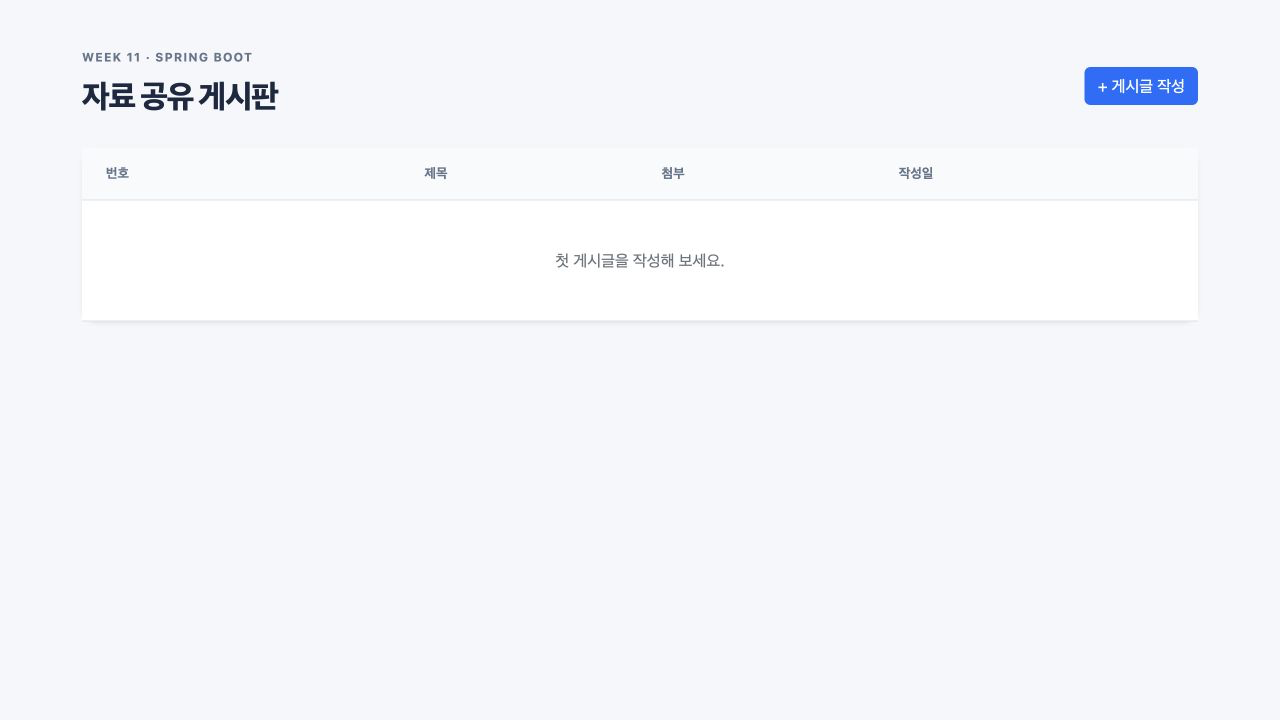 WEEK 11 · SPRING BOOT
자료 공유 게시판
+ 게시글 작성
번호 제목 첨부 작성일
첫 게시글을 작성해 보세요.